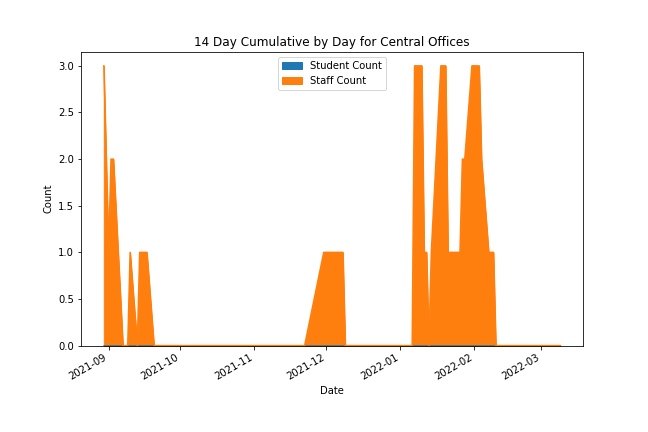 14 Day Cumulative by Day for Central Offices
Student Count
Staff Count
3.0
2.5
2.0
1.5
1.0
0.5
0.0
Count
2021-09
2021-10
2021-11
2021-12
2022-01
2022-02
2022-03
Date